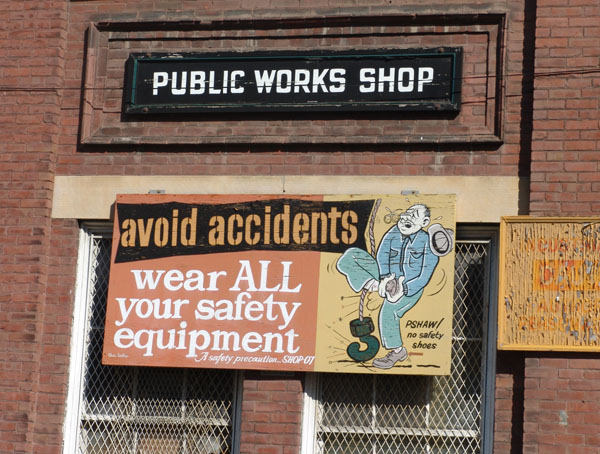 PUBLIC WORKS SHOP
avoid accidents
wear ALL
your safety
equipment
A safety precaution... SHOP-07
PSHAW!
no safety
shoes